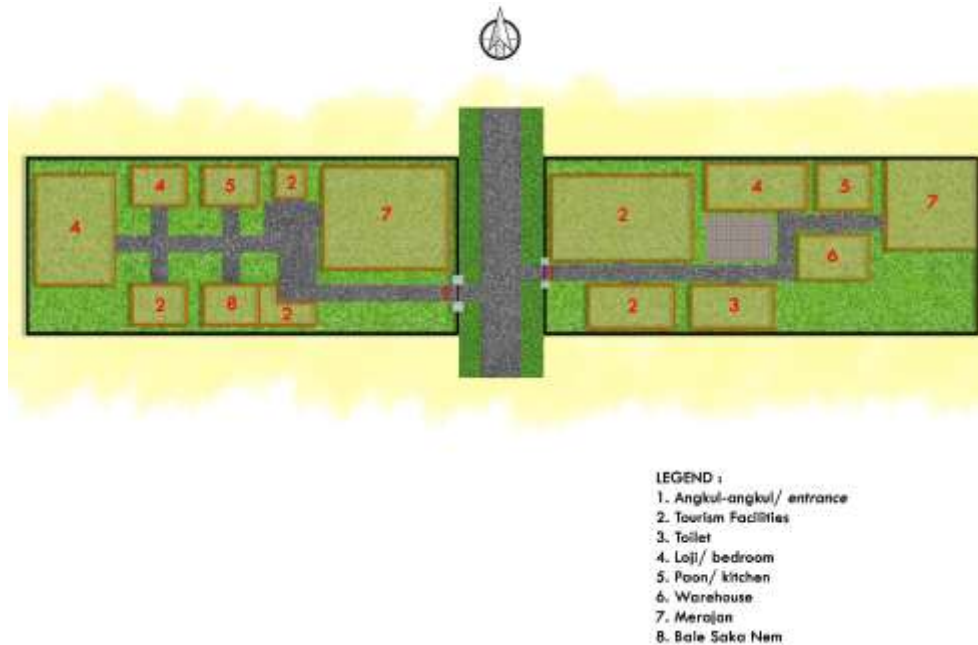 4 5 2 4 5
4 7 2 7
6
2 8 2 2 3
LEGEND :
1. Angkul-angkul/ entrance
2. Tourism Facilities
3. Toilet
4. Loji/ bedroom
5. Paon/ kitchen
6. Warehouse
7. Merajan
8. Bale Saka Nem